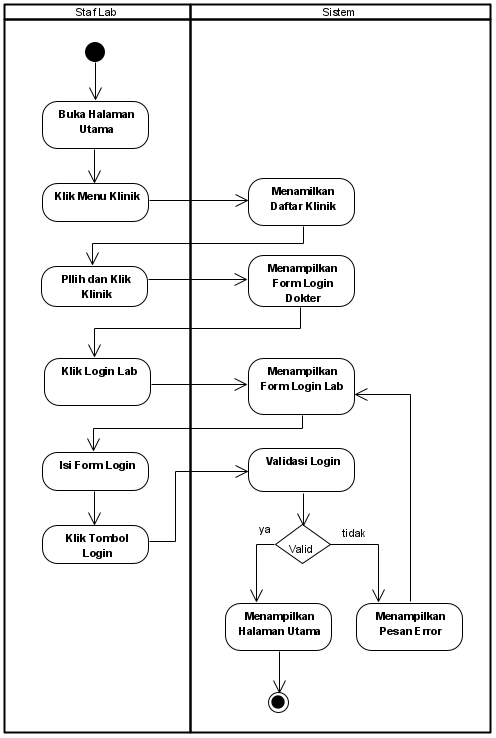 Staf Lab
Sistem
Buka Halaman
Utama
Klik Menu Klinik
Menamilkan
Daftar Klinik
PIlih dan Klik
Klinik
Menampilkan
Form Login
Dokter
Klik Login Lab
Menampilkan
Form Login Lab
Isi Form Login
Validasi Login
Klik Tombol
Login
ya
Valid
tidak
Menampilkan
Halaman Utama
Menampilkan
Pesan Error